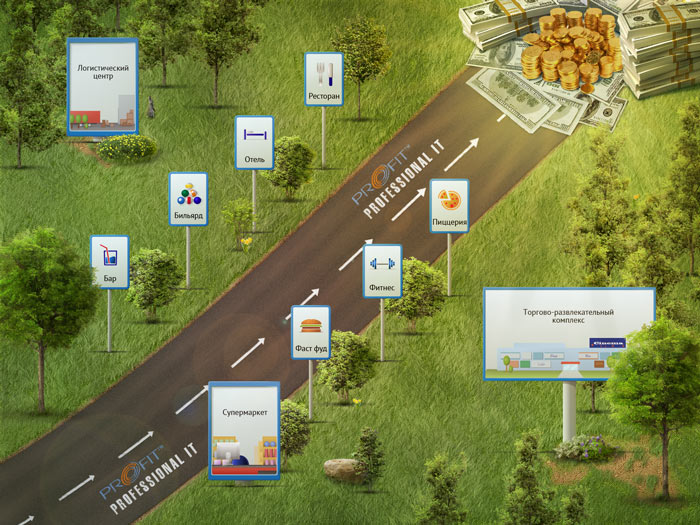 Логистический
центр
Ресторан
Отель
PROFIT
PROFESSIONAL IT
Бильярд
Пиццерия
Бар
Фитнес
Торгово-развлекательный
комплекс
Фаст фуд
Супермаркет
PROFIT
PROFESSIONAL IT